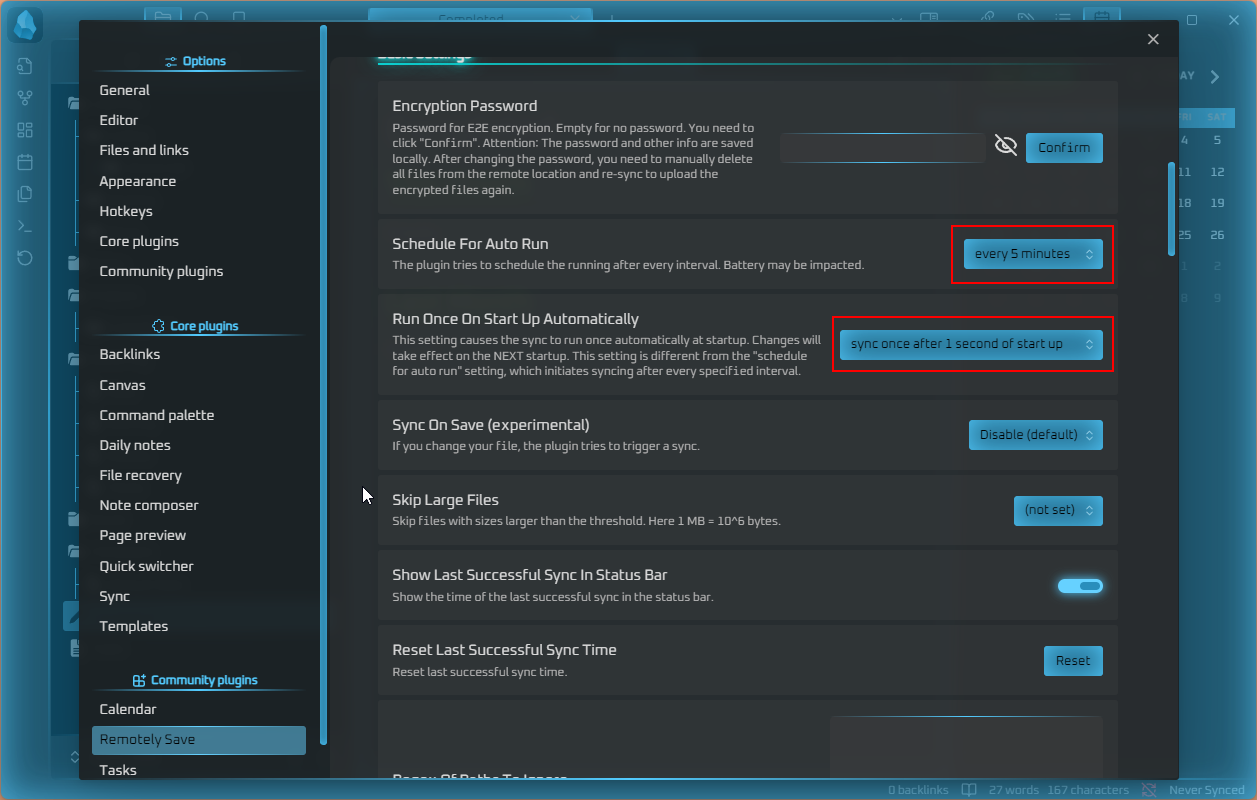 Completed
Options
General
Editor
Files and links
Appearance
Hotkeys
Core plugins
Community plugins
Core plugins
Backlinks
Canvas
Command palette
Daily notes
File recovery
Note composer
Page preview
Quick switcher
Sync
Templates
Community plugins
Calendar
Remotely Save
Tasks
Basic Settings
Encryption Password
Password for E2E encryption. Empty for no password. You need to
click "Confirm". Attention: The password and other info are saved
locally. After changing the password, you need to manually delete
all files from the remote location and re-sync to upload the
encrypted files again.
Confirm
Schedule For Auto Run
The plugin tries to schedule the running after every interval. Battery may be impacted.
every 5 minutes
Run Once On Start Up Automatically
This setting causes the sync to run once automatically at startup. Changes will
take effect on the NEXT startup. This setting is different from the "schedule
for auto run" setting, which initiates syncing after every specified interval.
sync once after 1 second of start up
Sync On Save (experimental)
If you change your file, the plugin tries to trigger a sync.
Disable (default)
Skip Large Files
Skip files with sizes larger than the threshold. Here 1 MB = 10^6 bytes.
(not set)
Show Last Successful Sync In Status Bar
Show the time of the last successful sync in the status bar.
Reset Last Successful Sync Time
Reset last successful sync time.
Reset
Regex Of Paths To Ignore
AY
FRI SAT
4 5
11 12
18 19
25 26
1 2
8 9
0 backlinks 27 words 167 characters Never Synced